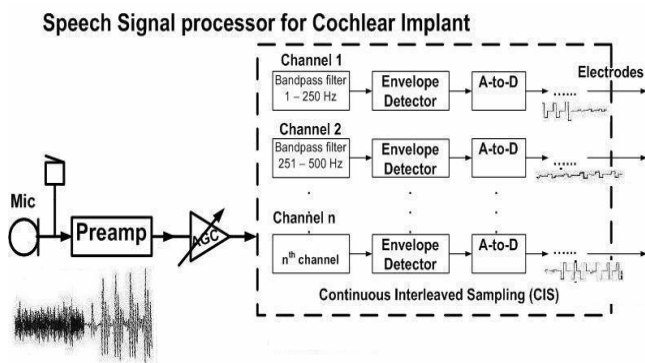 Speech Signal processor for Cochlear Implant
Channel 1
Bandpass filter
1 – 250 Hz
Envelope
Detector
A-to-D
......
Electrodes
Channel 2
Bandpass filter
251 – 500 Hz
Envelope
Detector
A-to-D
......
Mic
Preamp
AGC
Channel n
nth channel
Envelope
Detector
A-to-D
......
Continuous Interleaved Sampling (CIS)